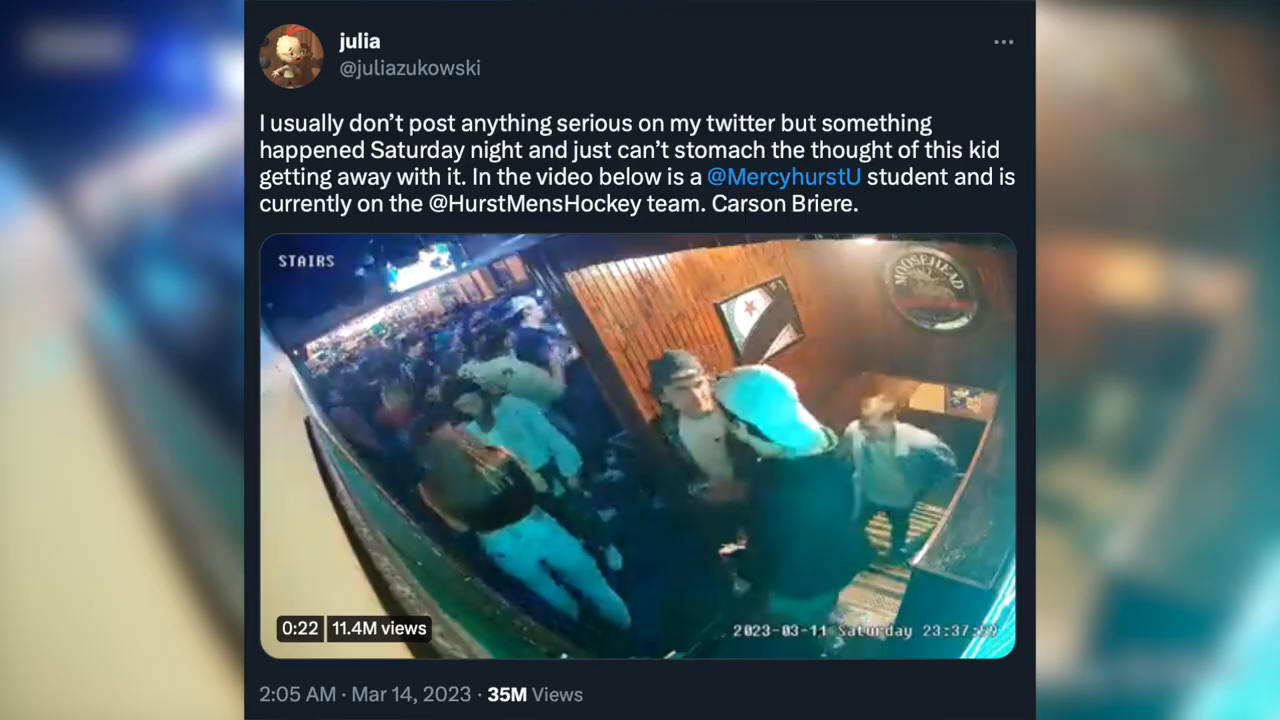 julia
@juliazukowski
I usually don’t post anything serious on my twitter but something
happened Saturday night and just can’t stomach the thought of this kid
getting away with it. In the video below is a @MercyhurstU student and is
currently on the @HurstMensHockey team. Carson Briere.
STAIRS
MOOSEHEAD
0:22 11.4M views
2023-03-11 Saturday 23:37:59
2:05 AM · Mar 14, 2023 · 35M Views